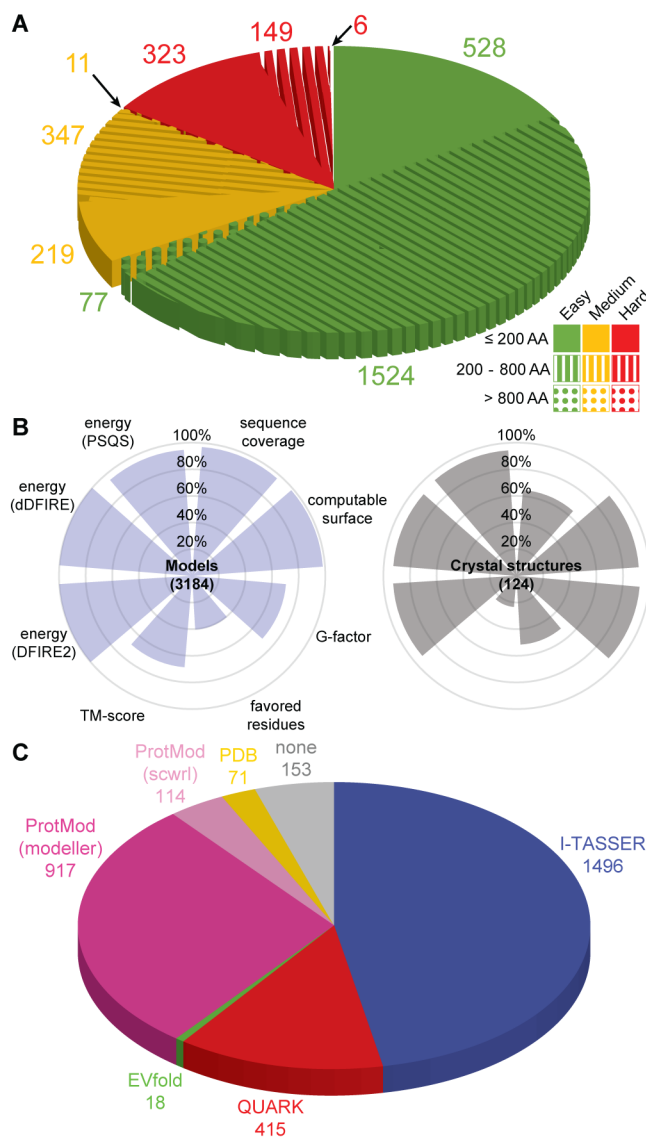 A
6
149
323
528
11
347
219
77
1524
Easy
Medium
Hard
≤ 200 AA
200 - 800 AA
> 800 AA
B
energy
(PSQS)
100%
80%
60%
40%
20%
sequence
coverage
energy
(dDFIRE)
computable
surface
Models
(3184)
energy
(DFIRE2)
G-factor
TM-score
favored
residues
100%
80%
60%
40%
20%
Crystal structures
(124)
C
ProtMod
(scwrl)
114
PDB
71
none
153
ProtMod
(modeller)
917
I-TASSER
1496
EVfold
18
QUARK
415